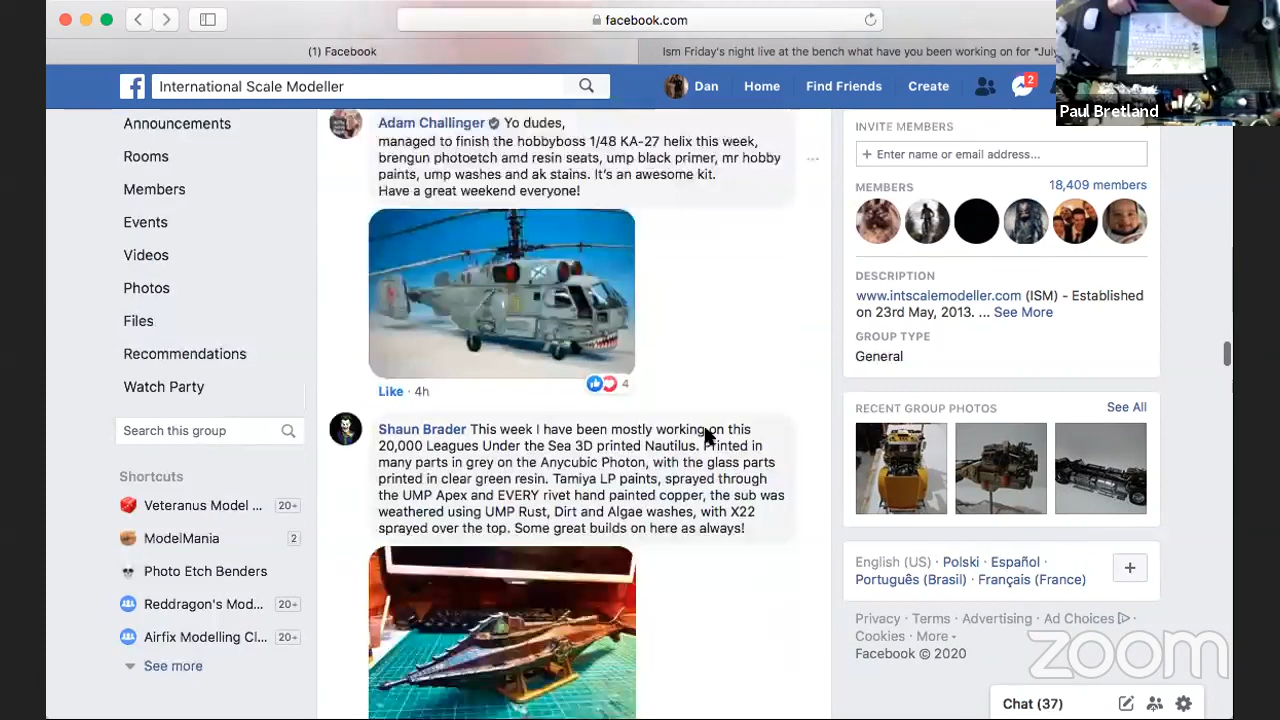 facebook.com
(1) Facebook
Ism Friday's night live at the bench what have you been working on for *July
Paul Bretland
International Scale Modeller
Dan
Home
Find Friends
Create
2
Announcements
Rooms
Members
Events
Videos
Photos
Files
Recommendations
Watch Party
Search this group
Shortcuts
Veteranus Model ...
20+
ModelMania
2
Photo Etch Benders
Reddragon's Mod...
20+
Airfix Modelling Cl...
20+
See more
Adam Challinger Yo dudes,
managed to finish the hobbyboss 1/48 KA-27 helix this week,
brengun photoetch amd resin seats, ump black primer, mr hobby
paints, ump washes and ak stains. It's an awesome kit.
Have a great weekend everyone!
Like · 4h
4
Shaun Brader This week I have been mostly working on this
20,000 Leagues Under the Sea 3D printed Nautilus. Printed in
many parts in grey on the Anycubic Photon, with the glass parts
printed in clear green resin. Tamiya LP paints, sprayed through
the UMP Apex and EVERY rivet hand painted copper, the sub was
weathered using UMP Rust, Dirt and Algae washes, with X22
sprayed over the top. Some great builds on here as always!
INVITE MEMBERS
+ Enter name or email address...
MEMBERS
18,409 members
DESCRIPTION
www.intscalemodeller.com (ISM) - Established
on 23rd May, 2013. ... See More
GROUP TYPE
General
RECENT GROUP PHOTOS
See All
English (US) · Polski · Español ·
Português (Brasil) · Français (France)
Privacy · Terms · Advertising · Ad Choices ·
Cookies · More
Facebook © 2020
zoom
Chat (37)